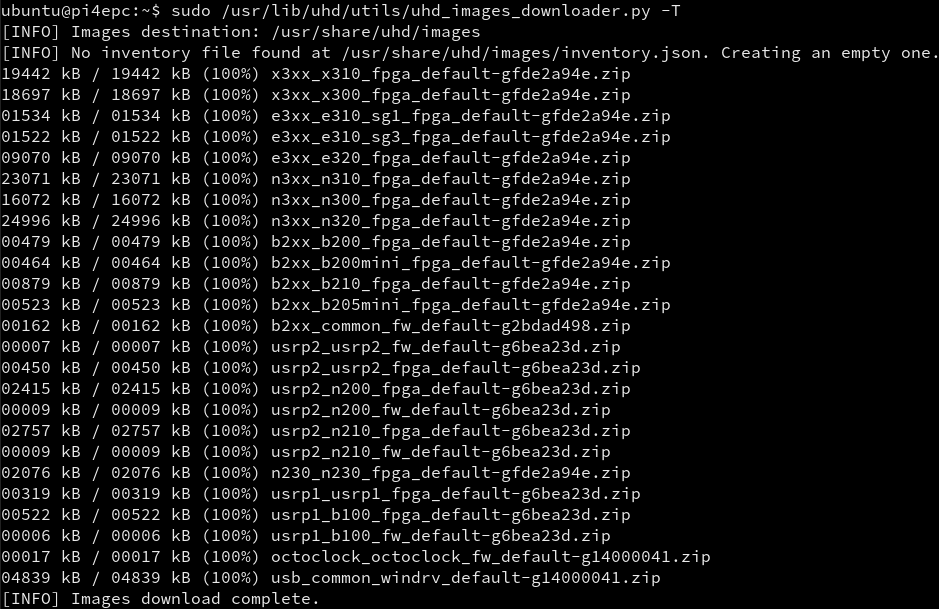 ubuntu@pi4epc:~$ sudo /usr/lib/uhd/utils/uhd_images_downloader.py -T
[INFO] Images destination: /usr/share/uhd/images
[INFO] No inventory file found at /usr/share/uhd/images/inventory.json. Creating an empty one.
19442 kB / 19442 kB (100%) x3xx_x310_fpga_default-gfde2a94e.zip
18697 kB / 18697 kB (100%) x3xx_x300_fpga_default-gfde2a94e.zip
01534 kB / 01534 kB (100%) e3xx_e310_sg1_fpga_default-gfde2a94e.zip
01522 kB / 01522 kB (100%) e3xx_e310_sg3_fpga_default-gfde2a94e.zip
09070 kB / 09070 kB (100%) e3xx_e320_fpga_default-gfde2a94e.zip
23071 kB / 23071 kB (100%) n3xx_n310_fpga_default-gfde2a94e.zip
16072 kB / 16072 kB (100%) n3xx_n300_fpga_default-gfde2a94e.zip
24996 kB / 24996 kB (100%) n3xx_n320_fpga_default-gfde2a94e.zip
00479 kB / 00479 kB (100%) b2xx_b200_fpga_default-gfde2a94e.zip
00464 kB / 00464 kB (100%) b2xx_b200mini_fpga_default-gfde2a94e.zip
00879 kB / 00879 kB (100%) b2xx_b210_fpga_default-gfde2a94e.zip
00523 kB / 00523 kB (100%) b2xx_b205mini_fpga_default-gfde2a94e.zip
00162 kB / 00162 kB (100%) b2xx_common_fw_default-g2bdad498.zip
00007 kB / 00007 kB (100%) usrp2_usrp2_fw_default-g6bea23d.zip
00450 kB / 00450 kB (100%) usrp2_usrp2_fpga_default-g6bea23d.zip
02415 kB / 02415 kB (100%) usrp2_n200_fpga_default-g6bea23d.zip
00009 kB / 00009 kB (100%) usrp2_n200_fw_default-g6bea23d.zip
02757 kB / 02757 kB (100%) usrp2_n210_fpga_default-g6bea23d.zip
00009 kB / 00009 kB (100%) usrp2_n210_fw_default-g6bea23d.zip
02076 kB / 02076 kB (100%) n230_n230_fpga_default-gfde2a94e.zip
00319 kB / 00319 kB (100%) usrp1_usrp1_fpga_default-g6bea23d.zip
00522 kB / 00522 kB (100%) usrp1_b100_fpga_default-g6bea23d.zip
00006 kB / 00006 kB (100%) usrp1_b100_fw_default-g6bea23d.zip
00017 kB / 00017 kB (100%) octoclock_octoclock_fw_default-g14000041.zip
04839 kB / 04839 kB (100%) usb_common_windrv_default-g14000041.zip
[INFO] Images download complete.